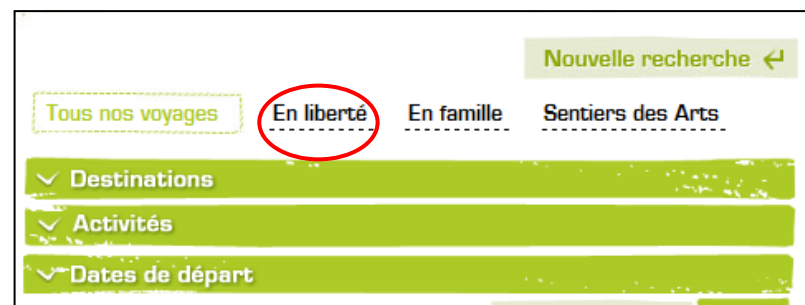 Nouvelle recherche
Tous nos voyages En liberté En famille Sentiers des Arts
Destinations
Activités
Dates de départ